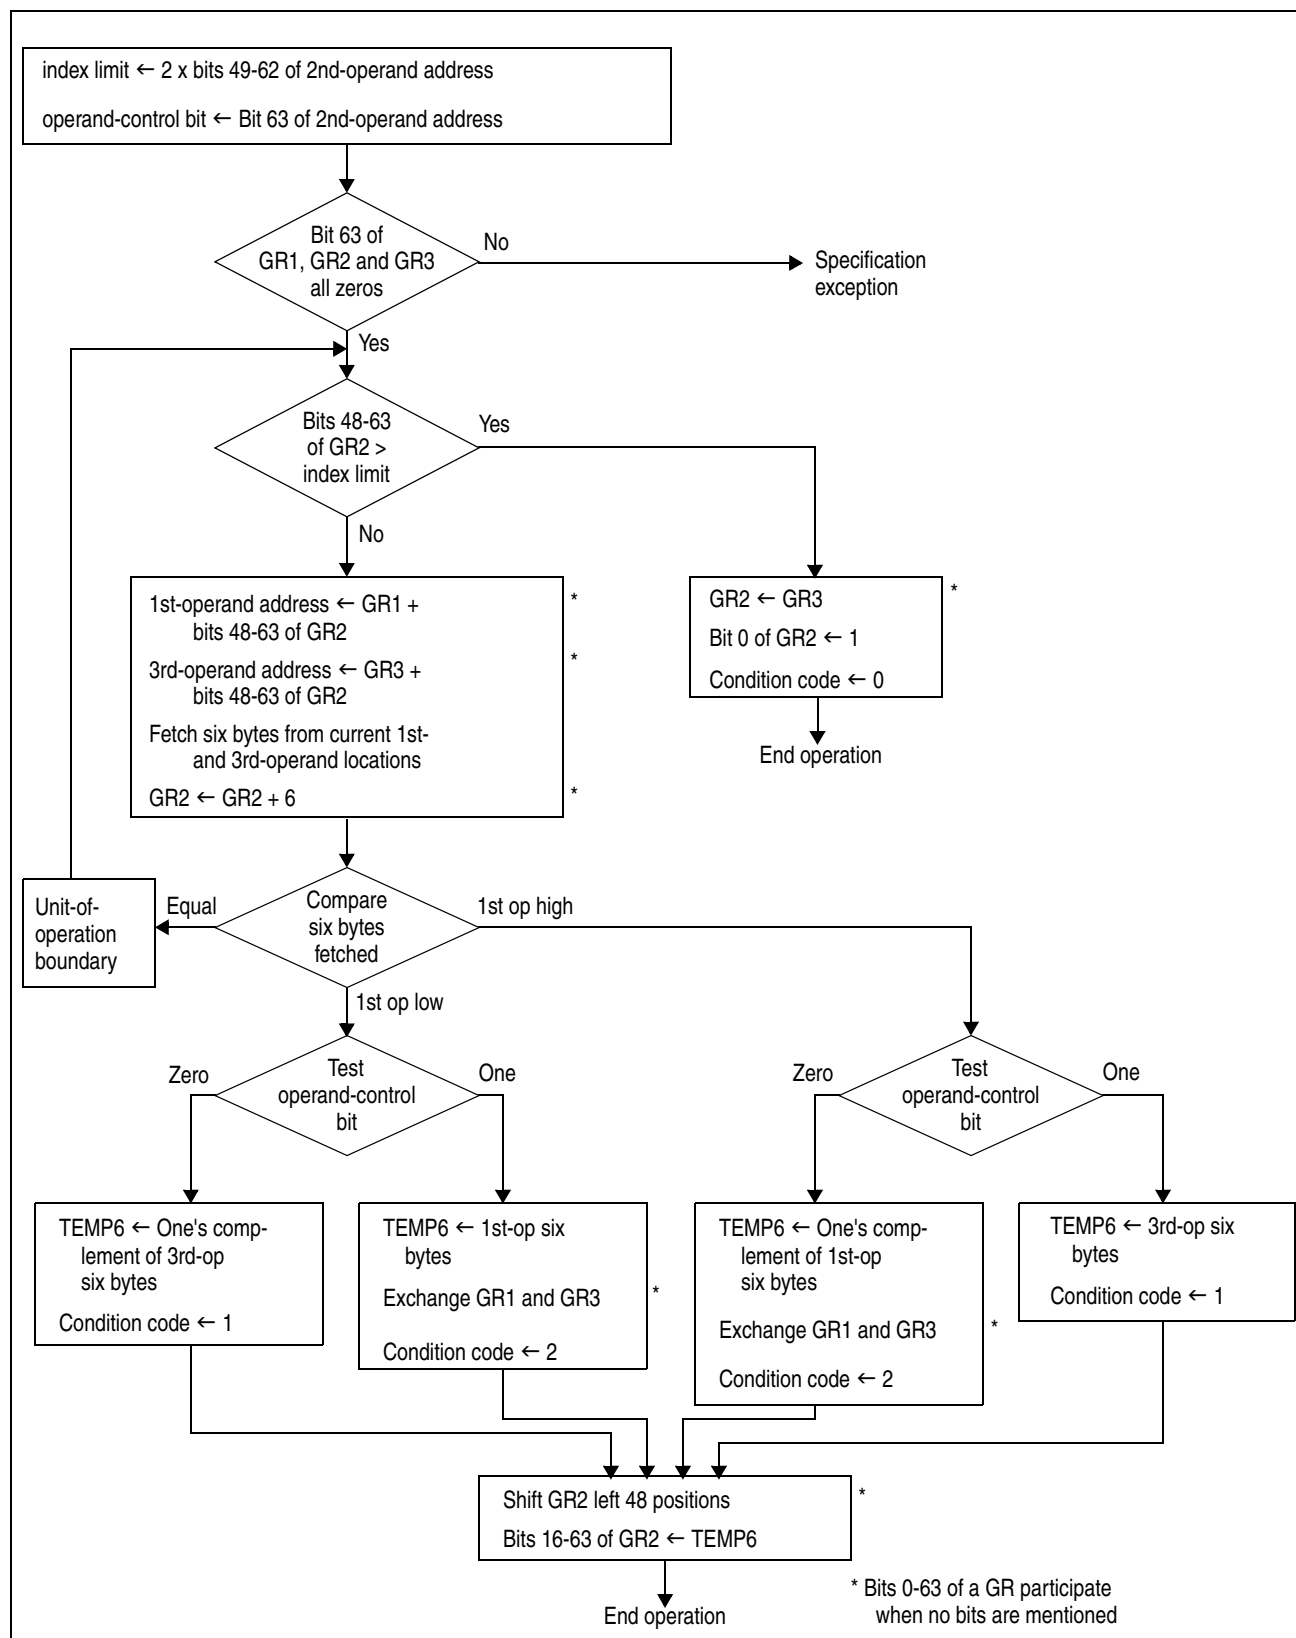 index limit ← 2 x bits 49-62 of 2nd-operand address
operand-control bit ← Bit 63 of 2nd-operand address
Bit 63 of
GR1, GR2 and GR3
all zeros
No
Specification
exception
Yes
Bits 48-63
of GR2 >
index limit
Yes
No
1st-operand address ← GR1 +
bits 48-63 of GR2
*
3rd-operand address ← GR3 +
bits 48-63 of GR2
*
Fetch six bytes from current 1st-
and 3rd-operand locations
GR2 ← GR2 + 6
*
GR2 ← GR3
*
Bit 0 of GR2 ← 1
Condition code ← 0
End operation
Unit-of-
operation
boundary
Equal
Compare
six bytes
fetched
1st op high
1st op low
Zero
Test
operand-control
bit
One
Zero
Test
operand-control
bit
One
TEMP6 ← One's comp-
lement of 3rd-op
six bytes
Condition code ← 1
TEMP6 ← 1st-op six
bytes
Exchange GR1 and GR3
*
Condition code ← 2
TEMP6 ← One's comp-
lement of 1st-op
six bytes
Exchange GR1 and GR3
*
Condition code ← 2
TEMP6 ← 3rd-op six
bytes
Condition code ← 1
Shift GR2 left 48 positions
*
Bits 16-63 of GR2 ← TEMP6
End operation
* Bits 0-63 of a GR participate
when no bits are mentioned